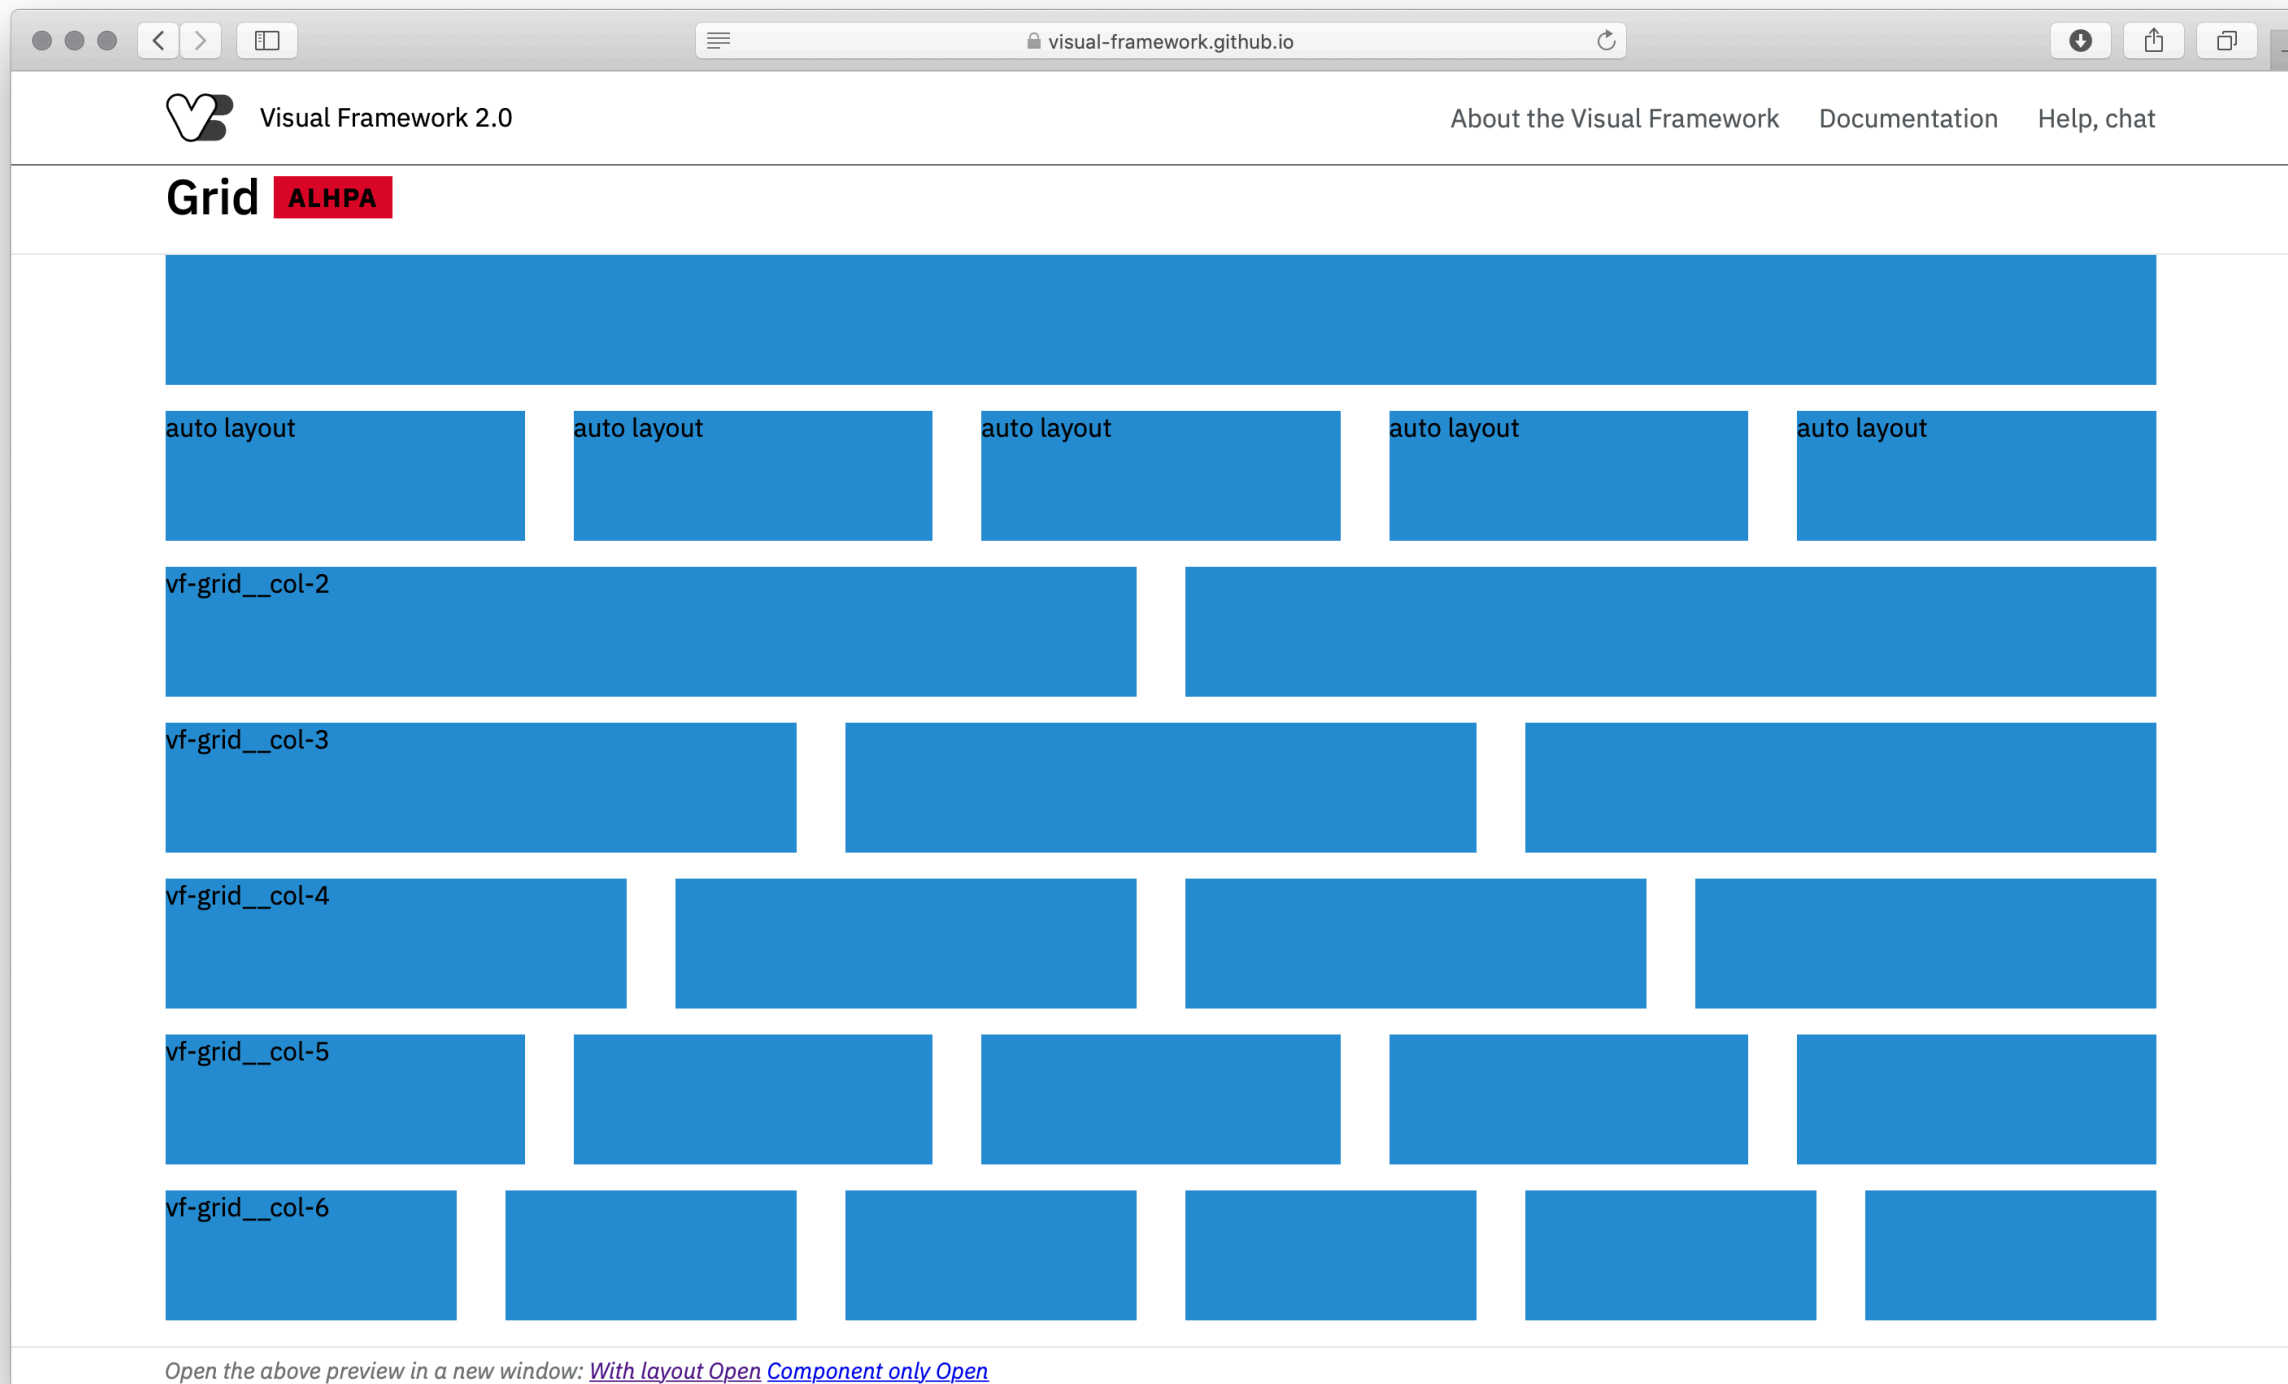 visual-framework.github.io
Visual Framework 2.0
About the Visual Framework Documentation Help, chat
Grid ALHPA
auto layout auto layout auto layout auto layout auto layout
vf-grid__col-2
vf-grid__col-3
vf-grid__col-4
vf-grid__col-5
vf-grid__col-6
Open the above preview in a new window: With layout Open Component only Open